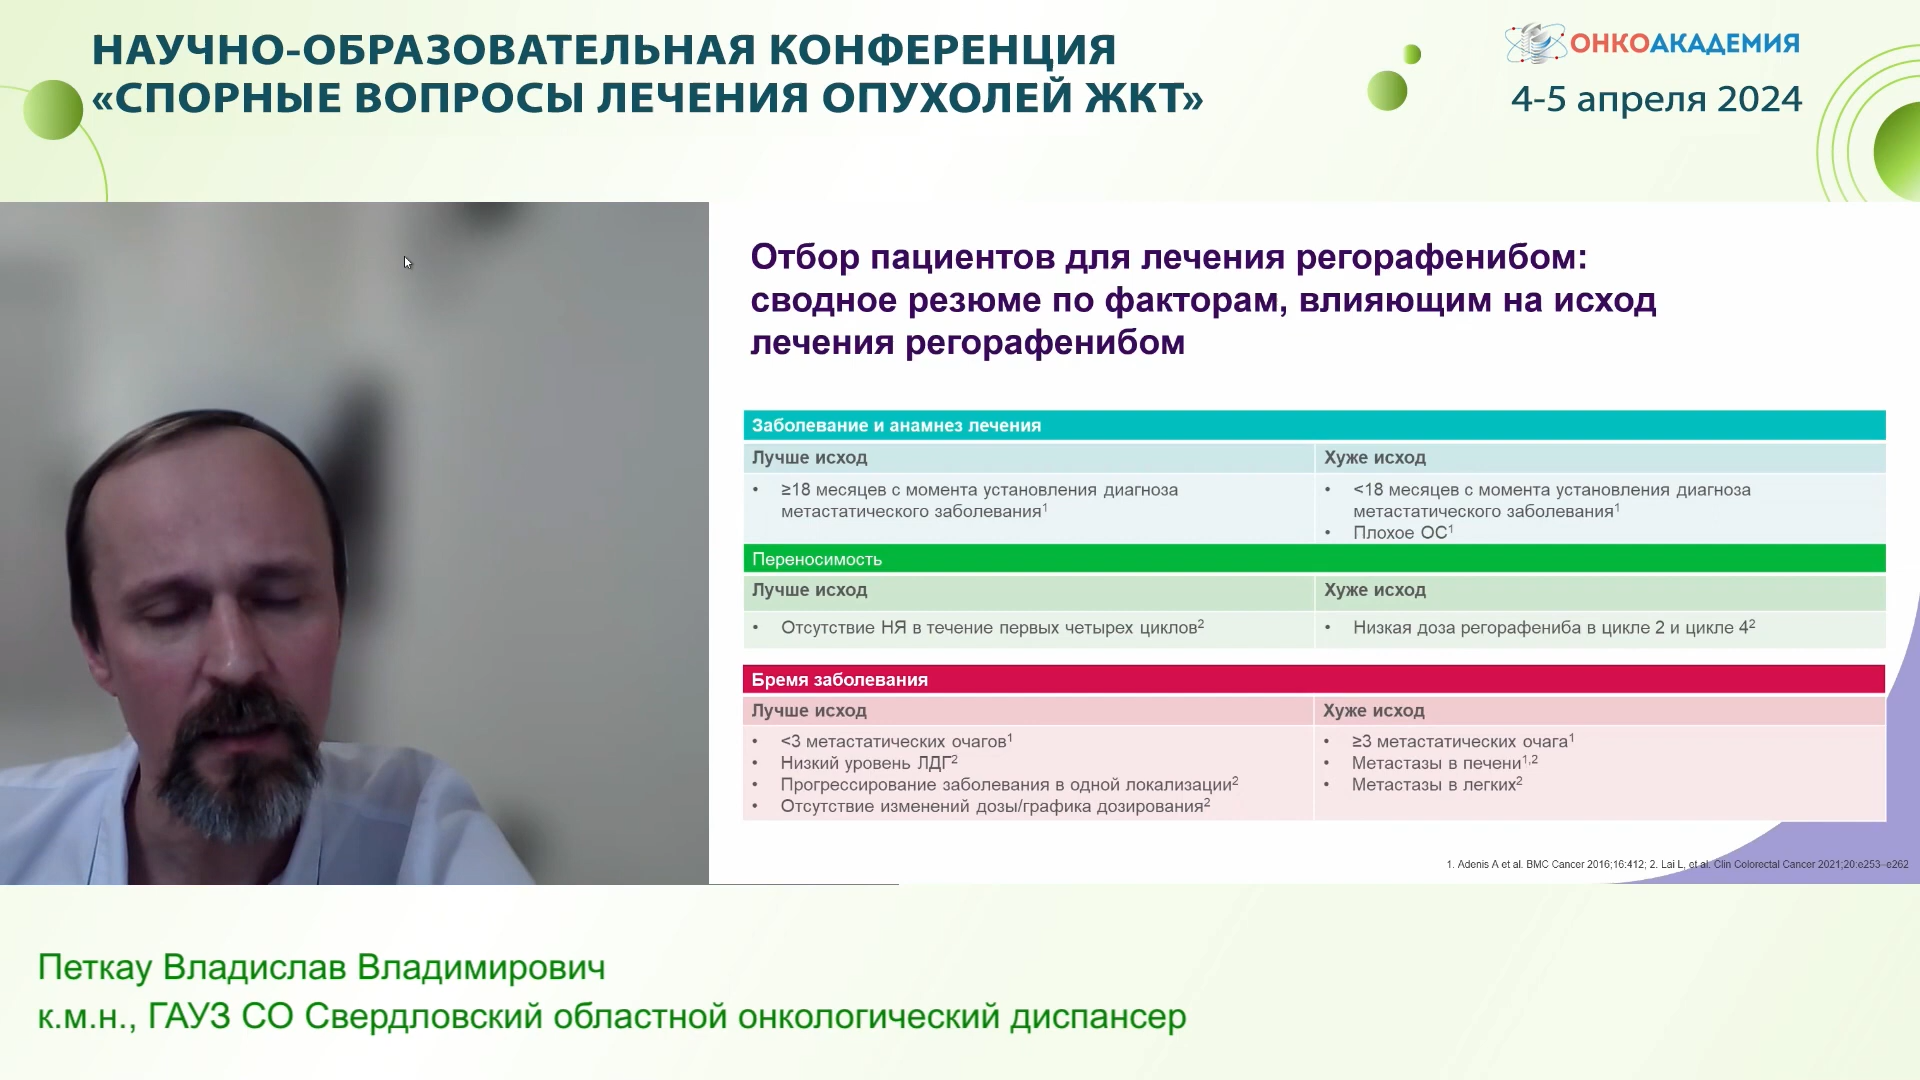 НАУЧНО-ОБРАЗОВАТЕЛЬНАЯ КОНФЕРЕНЦИЯ
«СПОРНЫЕ ВОПРОСЫ ЛЕЧЕНИЯ ОПУХОЛЕЙ ЖКТ»
ОНКОАКАДЕМИЯ
4-5 апреля 2024
Отбор пациентов для лечения регорафенибом:
сводное резюме по факторам, влияющим на исход
лечения регорафенибом
Заболевание и анамнез лечения
Лучше исход
Хуже исход
• ≥18 месяцев с момента установления диагноза
метастатического заболевания¹
• <18 месяцев с момента установления диагноза
метастатического заболевания¹
• Плохое ОС¹
Переносимость
Лучше исход
Хуже исход
• Отсутствие НЯ в течение первых четырех циклов²
• Низкая доза регорафениба в цикле 2 и цикле 4²
Бремя заболевания
Лучше исход
Хуже исход
• <3 метастатических очагов¹
• Низкий уровень ЛДГ²
• Прогрессирование заболевания в одной локализации²
• Отсутствие изменений дозы/графика дозирования²
• ≥3 метастатических очага¹
• Метастазы в печени¹,²
• Метастазы в легких²
1. Adenis A et al. BMC Cancer 2016;16:412; 2. Lai L, et al. Clin Colorectal Cancer 2021;20:e253–e262
Петкау Владислав Владимирович
к.м.н., ГАУЗ СО Свердловский областной онкологический диспансер